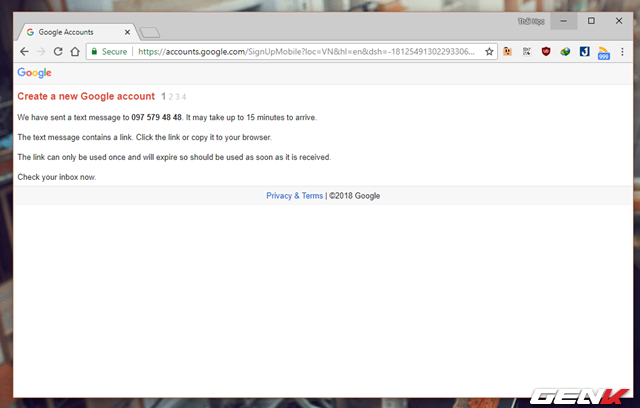 Thái Học
Google Accounts
Secure | https://accounts.google.com/SignUpMobile?loc=VN&hl=en&dsh=-18125491302293306...
999
Google
Create a new Google account 1 2 3 4
We have sent a text message to 097 579 48 48. It may take up to 15 minutes to arrive.
The text message contains a link. Click the link or copy it to your browser.
The link can only be used once and will expire so should be used as soon as it is received.
Check your inbox now.
Privacy & Terms | ©2018 Google
GENK